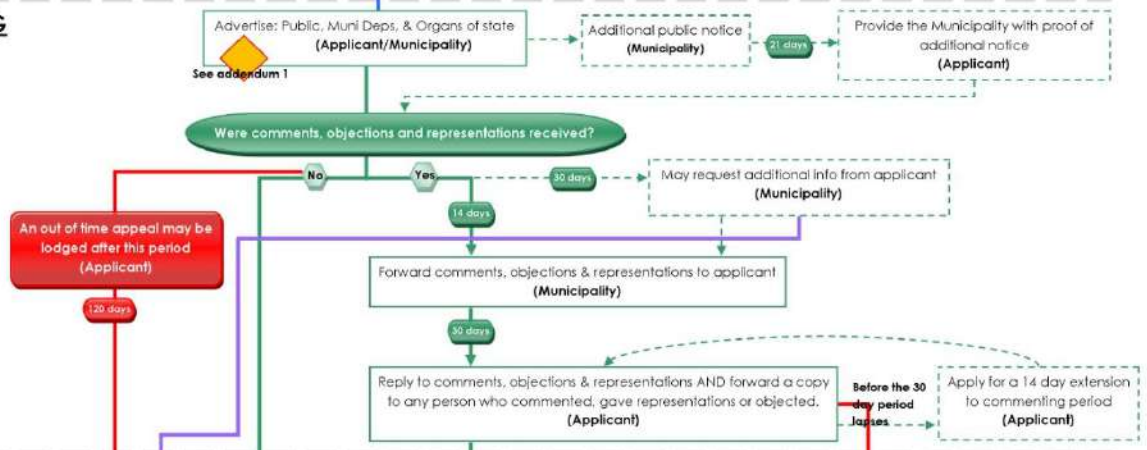 G
Advertise: Public, Muni Deps, & Organs of state
(Applicant/Municipality)
See addendum 1
Additional public notice
(Municipality)
21 days
Provide the Municipality with proof of
additional notice
(Applicant)
Were comments, objections and representations received?
No
Yes
30 days
May request additional info from applicant
(Municipality)
14 days
An out of time appeal may be
lodged after this period
(Applicant)
120 days
Forward comments, objections & representations to applicant
(Municipality)
30 days
Reply to comments, objections & representations AND forward a copy
to any person who commented, gave representations or objected.
(Applicant)
Before the 30
day period
lapses
Apply for a 14 day extension
to commenting period
(Applicant)